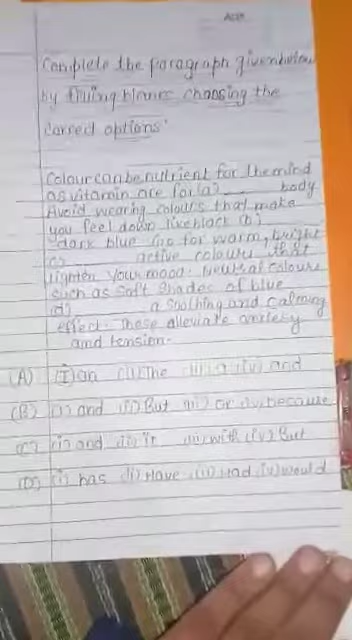 Complete the paragraph given below
by filling blanks choosing the
correct options.
Colour can be nutrient for the mind
as vitamin are for (a) ____ body
Avoid wearing colours that make
you feel down like black (b)
____ dark blue Go for warm, bright
(c) ____ active colours that
lighten your mood. Neutral colours
such as soft shades of blue
(d) ____ a soothing and calming
effect. These alleviate anxiety
and tension.
(A) (i) an (ii) the (iii) a (iv) and
(B) (i) and (ii) But (iii) or (iv) because
(C) (i) and (ii) in (iii) with (iv) But
(D) (i) has (ii) Have (iii) Had (iv) would